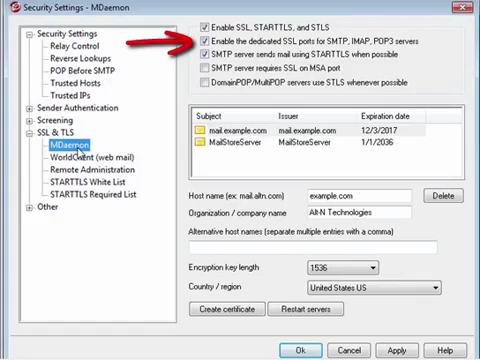 Security Settings - MDaemon
Security Settings
Relay Control
Reverse Lookups
POP Before SMTP
Trusted Hosts
Trusted IPs
Sender Authentication
Screening
SSL & TLS
MDaemon
WorldClient (web mail)
Remote Administration
STARTTLS White List
STARTTLS Required List
Other
Enable SSL, STARTTLS, and STLS
Enable the dedicated SSL ports for SMTP, IMAP, POP3 servers
SMTP server sends mail using STARTTLS when possible
SMTP server requires SSL on MSA port
DomainPOP/MultiPOP servers use STLS whenever possible
Subject Issuer Expiration date
mail.example.com mail.example.com 12/3/2017
MailStoreServer MailStoreServer 1/1/2036
Host name (ex: mail.altn.com) example.com Delete
Organization / company name Alt-N Technologies
Alternative host names (separate multiple entries with a comma)
Encryption key length 1536
Country / region United States US
Create certificate Restart servers
Ok Cancel Apply Help